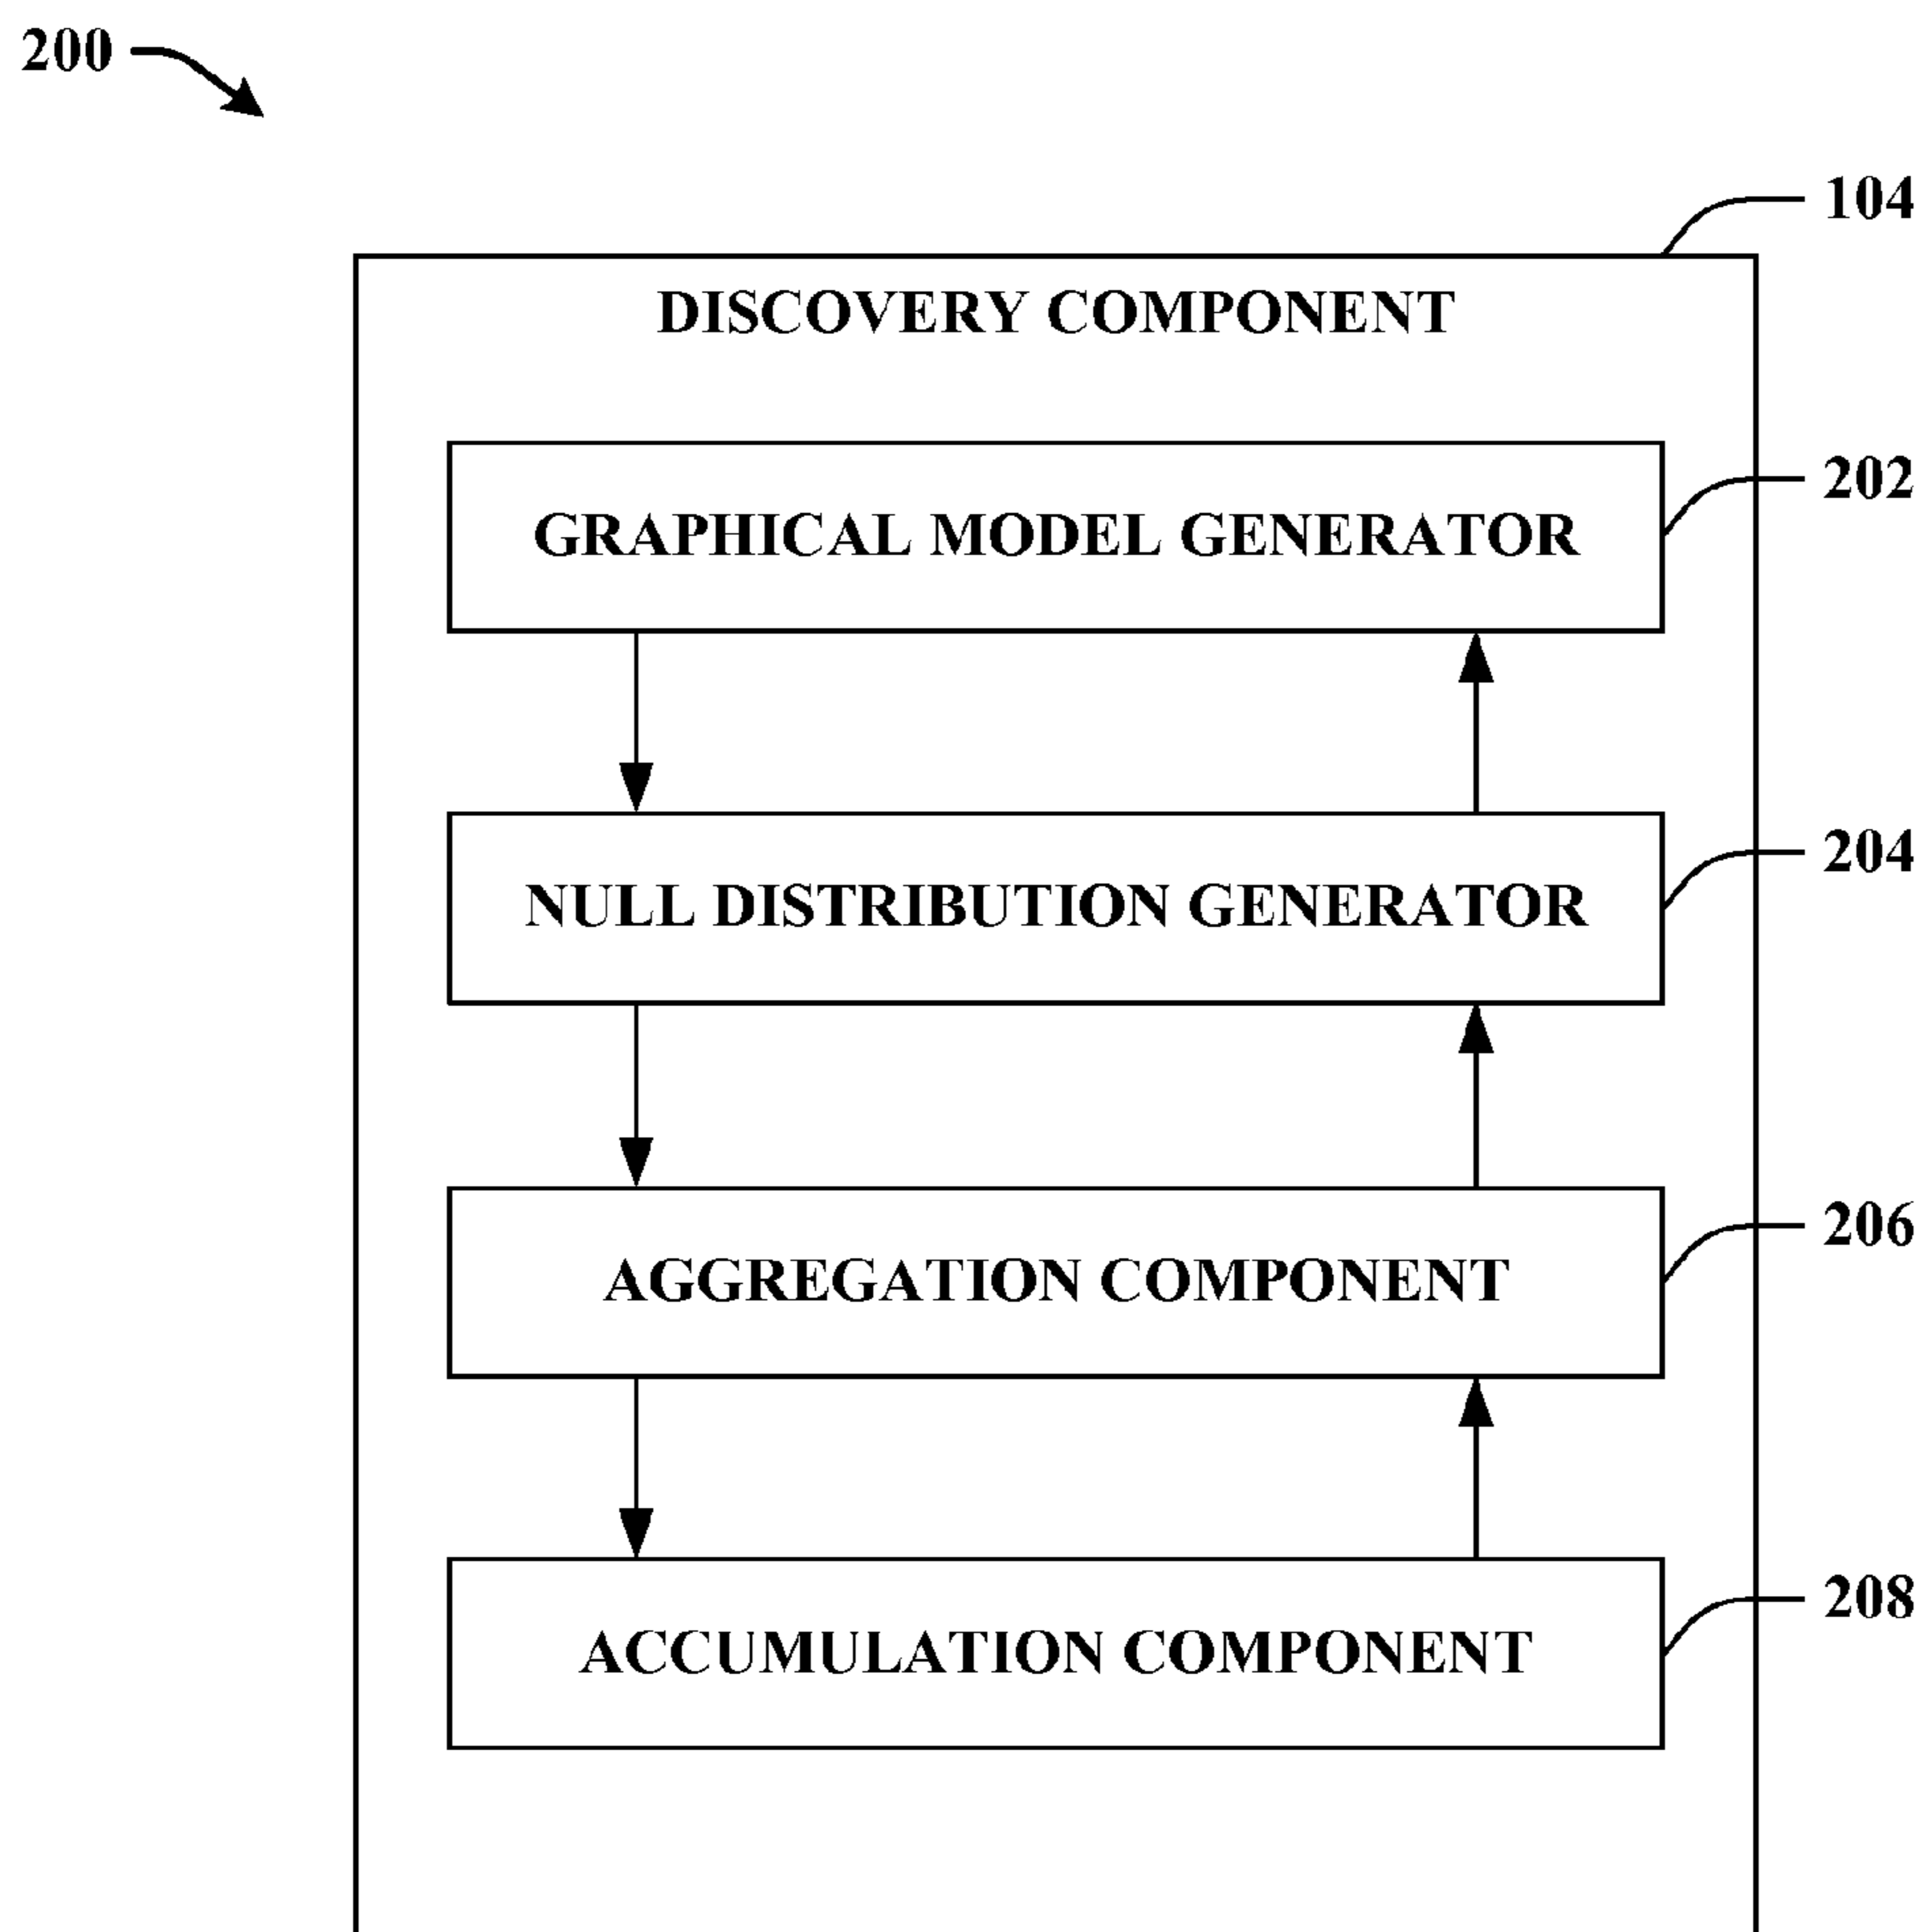 200
104
DISCOVERY COMPONENT
202
GRAPHICAL MODEL GENERATOR
204
NULL DISTRIBUTION GENERATOR
206
AGGREGATION COMPONENT
208
ACCUMULATION COMPONENT